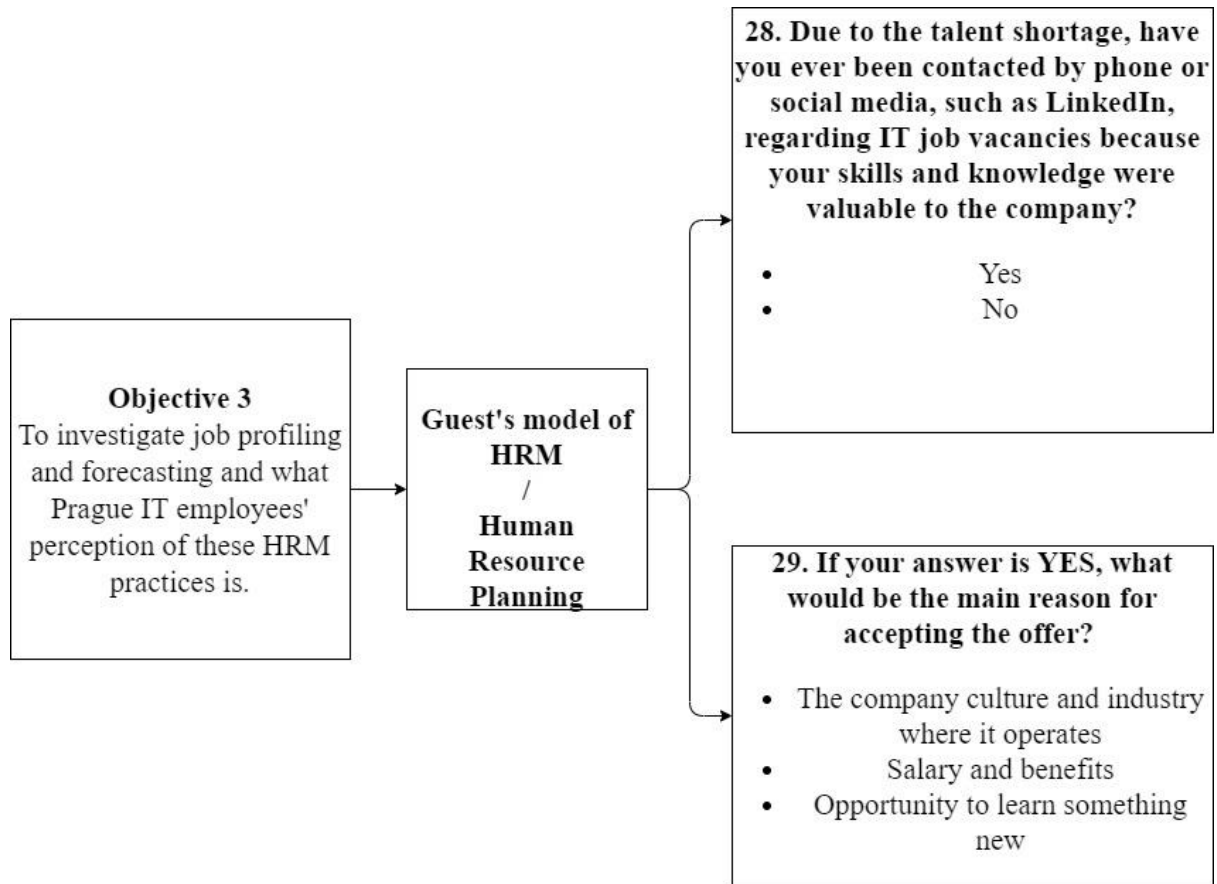 Objective 3
To investigate job profiling
and forecasting and what
Prague IT employees'
perception of these HRM
practices is.
Guest's model of
HRM
/
Human
Resource
Planning
28. Due to the talent shortage, have
you ever been contacted by phone or
social media, such as LinkedIn,
regarding IT job vacancies because
your skills and knowledge were
valuable to the company?
• Yes
• No
29. If your answer is YES, what
would be the main reason for
accepting the offer?
• The company culture and industry
where it operates
• Salary and benefits
• Opportunity to learn something
new